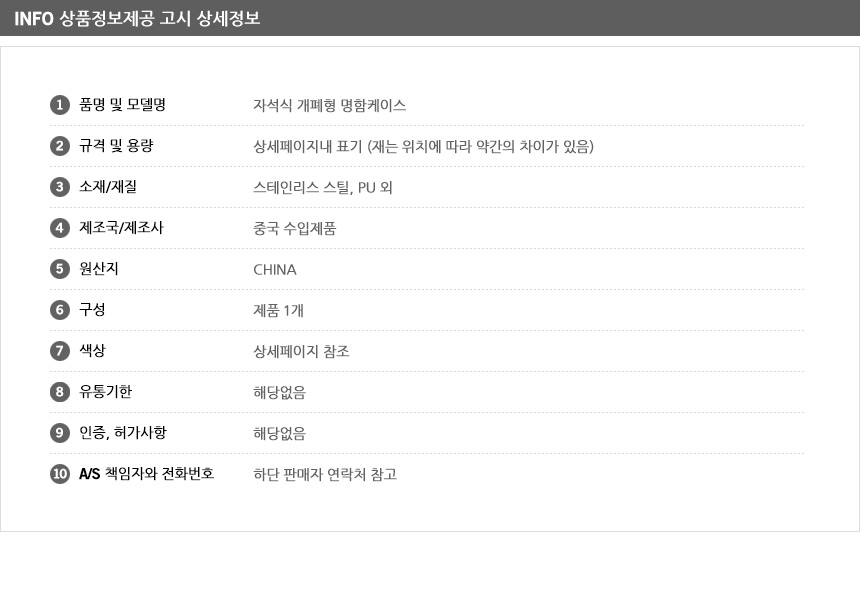 INFO 상품정보제공 고시 상세정보
1 품명 및 모델명 자석식 개폐형 명함케이스
2 규격 및 용량 상세페이지내 표기 (재는 위치에 따라 약간의 차이가 있음)
3 소재/재질 스테인리스 스틸, PU 외
4 제조국/제조사 중국 수입제품
5 원산지 CHINA
6 구성 제품 1개
7 색상 상세페이지 참조
8 유통기한 해당없음
9 인증, 허가사항 해당없음
10 A/S 책임자와 전화번호 하단 판매자 연락처 참고